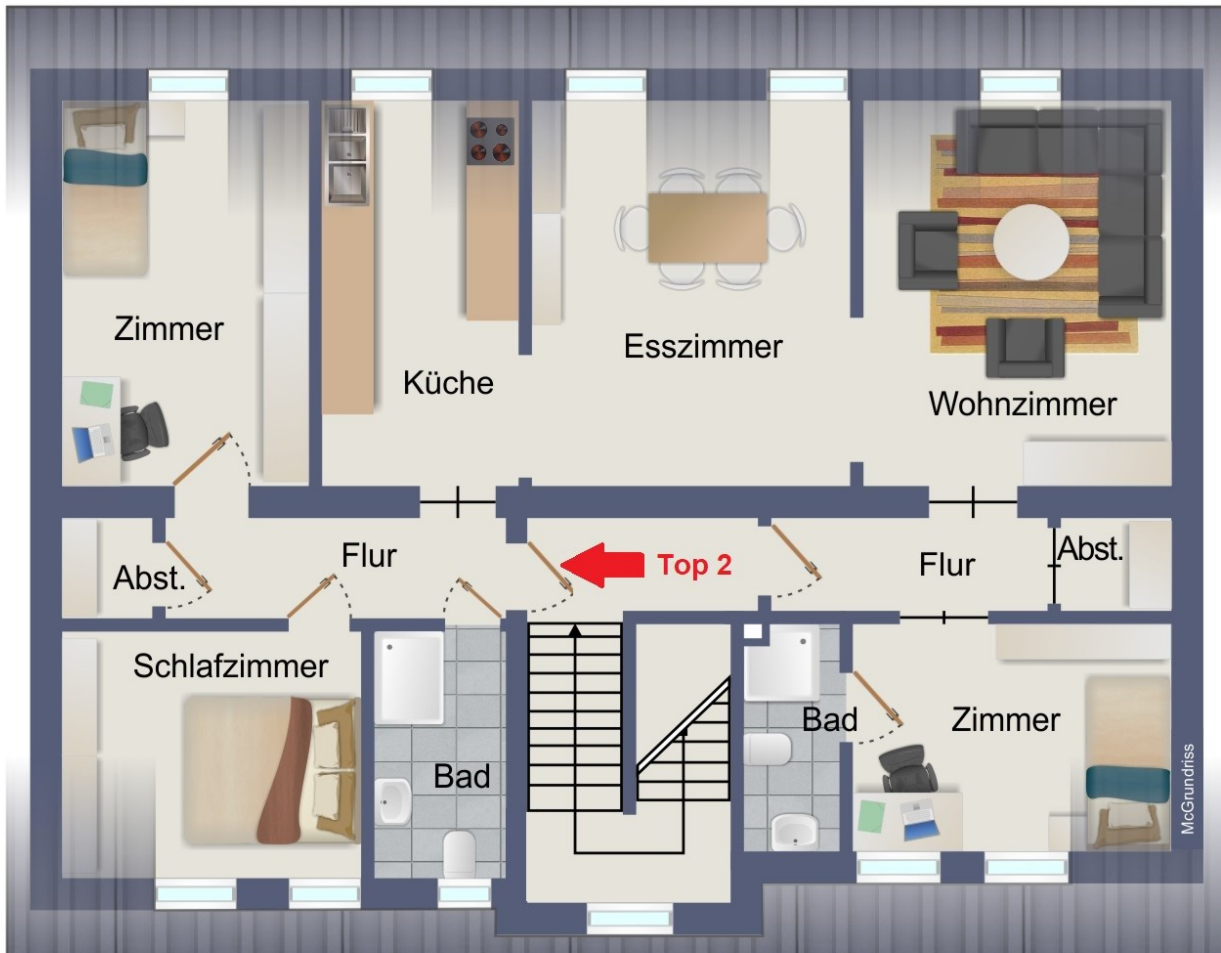 Zimmer
Küche
Esszimmer
Wohnzimmer
Abst.
Flur
Top 2
Flur
Abst.
Schlafzimmer
Bad
Bad
Zimmer
McGrundriss